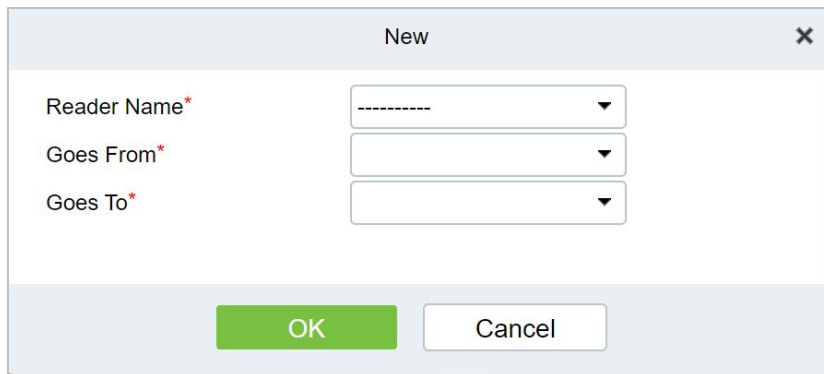 New
Reader Name*
----------
Goes From*
Goes To*
OK
Cancel